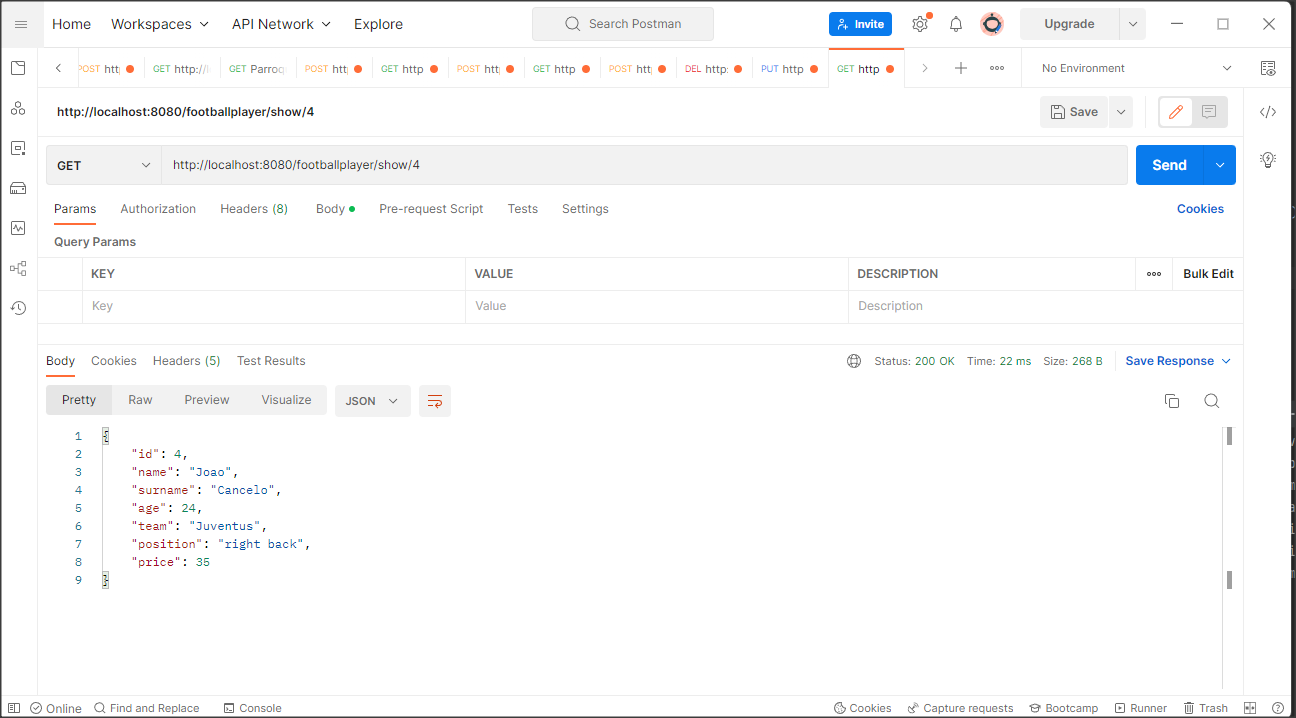 Home Workspaces API Network Explore Search Postman Invite Upgrade
POST htt GET http:// GET Parroq POST htt GET http POST htt GET http POST htt DEL http: PUT http GET http No Environment
http://localhost:8080/footballplayer/show/4 Save
GET http://localhost:8080/footballplayer/show/4 Send
Params Authorization Headers (8) Body Pre-request Script Tests Settings Cookies
Query Params
KEY VALUE DESCRIPTION Bulk Edit
Key Value Description
Body Cookies Headers (5) Test Results Status: 200 OK Time: 22 ms Size: 268 B Save Response
Pretty Raw Preview Visualize JSON
1 {
2 "id": 4,
3 "name": "Joao",
4 "surname": "Cancelo",
5 "age": 24,
6 "team": "Juventus",
7 "position": "right back",
8 "price": 35
9 }
Online Find and Replace Console Cookies Capture requests Bootcamp Runner Trash